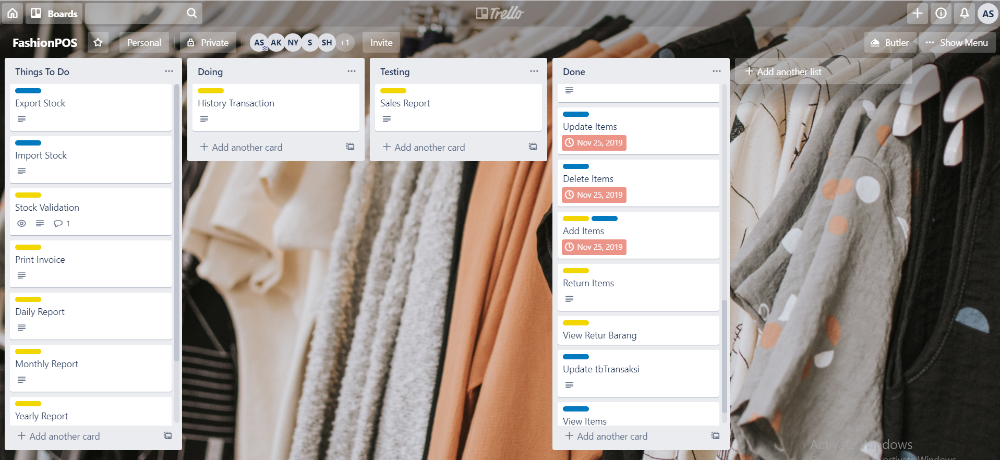 Boards
Trello
AS
FashionPOS
Personal
Private
AS AK NY S SH +1
Invite
Butler
Show Menu
Things To Do
Export Stock
Import Stock
Stock Validation
1
Print Invoice
Daily Report
Monthly Report
Yearly Report
Add another card
Doing
History Transaction
Add another card
Testing
Sales Report
Add another card
Done
Update Items
Nov 25, 2019
Delete Items
Nov 25, 2019
Add Items
Nov 25, 2019
Return Items
View Retur Barang
Update tbTransaksi
View Items
Add another card
Add another list
Activate Windows